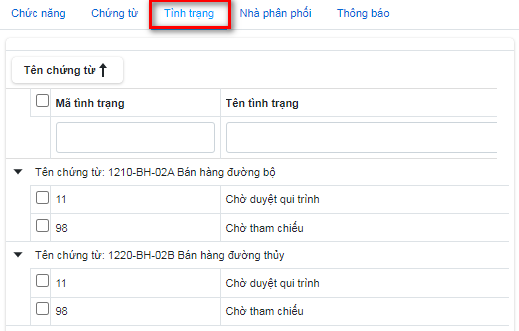 Chức năng Chứng từ Tình trạng Nhà phân phối Thông báo
Tên chứng từ
Mã tình trạng Tên tình trạng
Tên chứng từ: 1210-BH-02A Bán hàng đường bộ
11 Chờ duyệt qui trình
98 Chờ tham chiếu
Tên chứng từ: 1220-BH-02B Bán hàng đường thủy
11 Chờ duyệt qui trình
98 Chờ tham chiếu